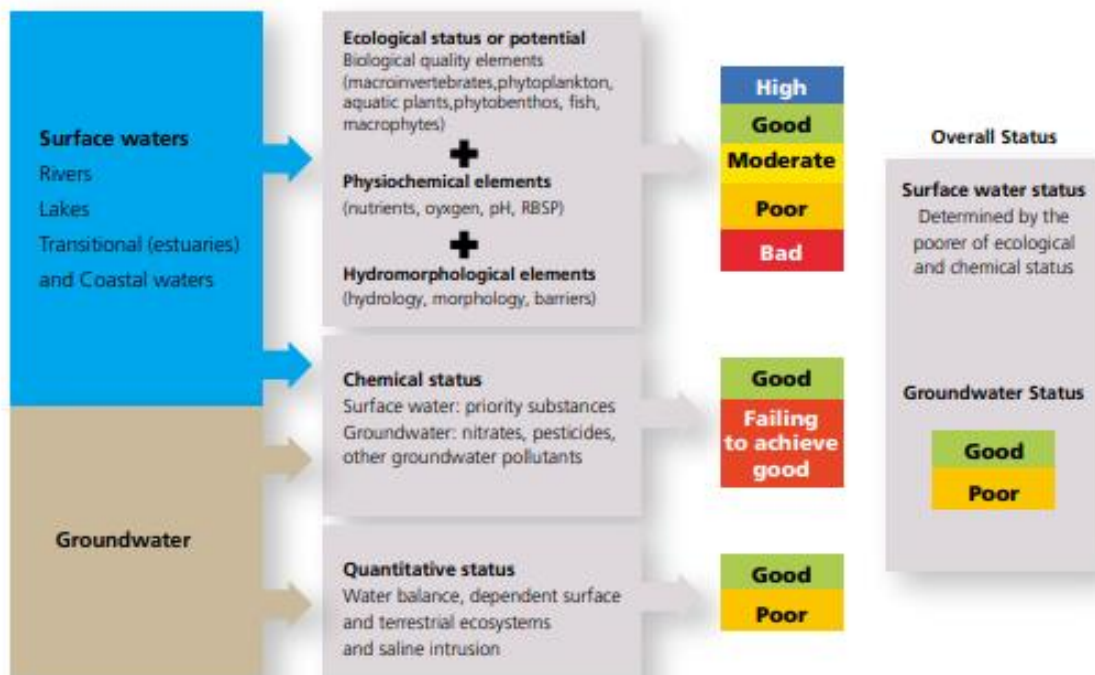 Surface waters
Rivers
Lakes
Transitional (estuaries)
and Coastal waters
Groundwater
Ecological status or potential
Biological quality elements
(macroinvertebrates,phytoplankton,
aquatic plants,phytobenthos, fish,
macrophytes)
+
Physiochemical elements
(nutrients, oyxgen, pH, RBSP)
+
Hydromorphological elements
(hydrology, morphology, barriers)
Chemical status
Surface water: priority substances
Groundwater: nitrates, pesticides,
other groundwater pollutants
Quantitative status
Water balance, dependent surface
and terrestrial ecosystems
and saline intrusion
High
Good
Moderate
Poor
Bad
Good
Failing
to achieve
good
Good
Poor
Overall Status
Surface water status
Determined by the
poorer of ecological
and chemical status
Groundwater Status
Good
Poor